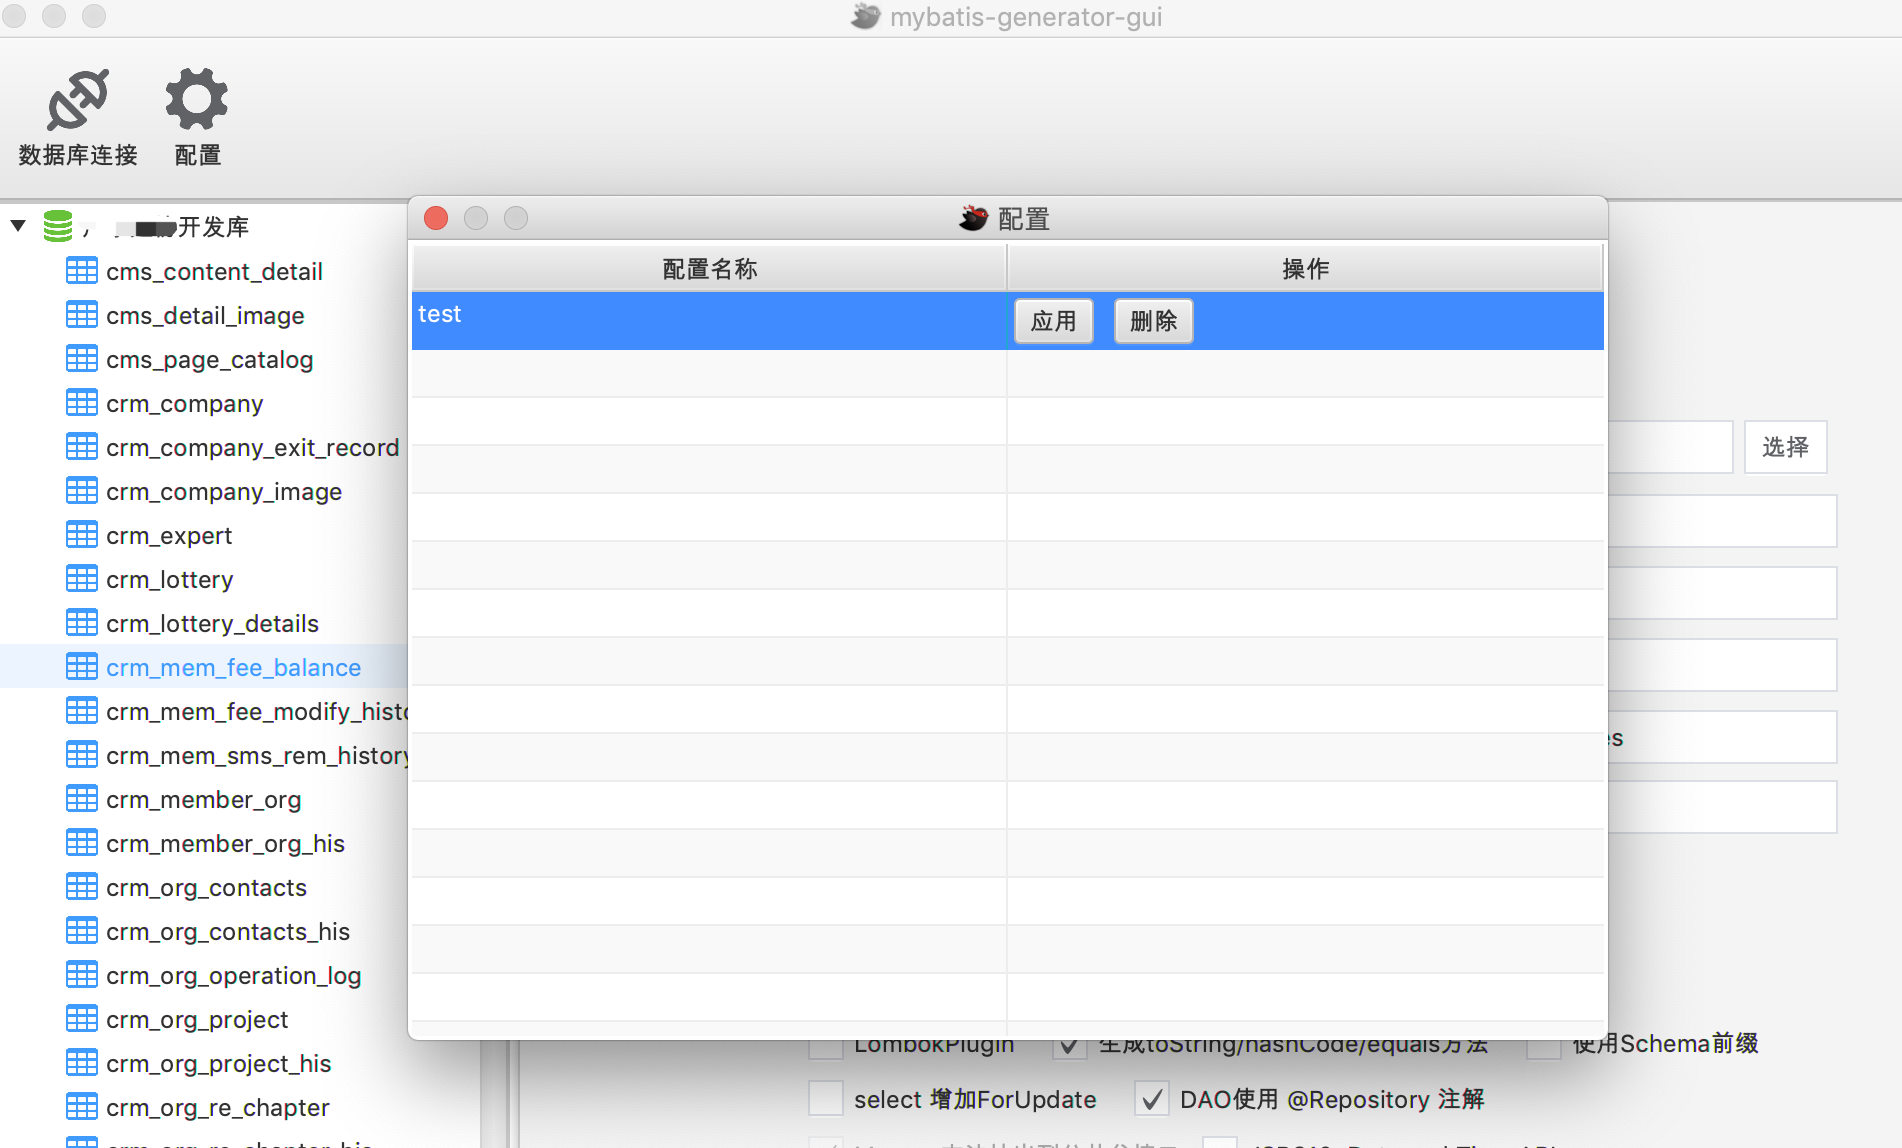 mybatis-generator-gui
数据库连接
配置
开发库
cms_content_detail
cms_detail_image
cms_page_catalog
crm_company
crm_company_exit_record
crm_company_image
crm_expert
crm_lottery
crm_lottery_details
crm_mem_fee_balance
crm_mem_fee_modify_histo
crm_mem_sms_rem_history
crm_member_org
crm_member_org_his
crm_org_contacts
crm_org_contacts_his
crm_org_operation_log
crm_org_project
crm_org_project_his
crm_org_re_chapter
配置
配置名称 操作
test 应用 删除
选择
es
LombokPlugin 生成toString/hashCode/equals方法 使用Schema前缀
select 增加ForUpdate DAO使用 @Repository 注解